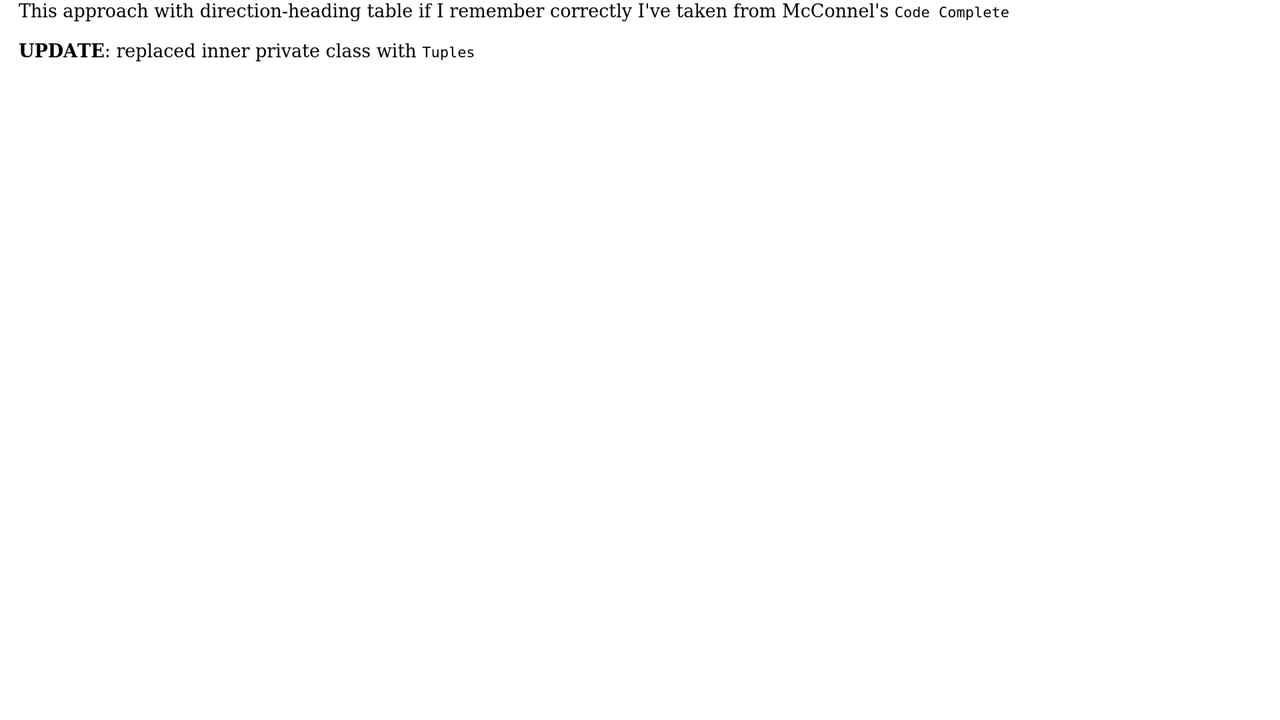 This approach with direction-heading table if I remember correctly I've taken from McConnel's Code Complete
UPDATE: replaced inner private class with Tuples